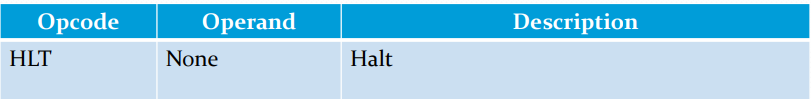 Opcode Operand Description
HLT None Halt